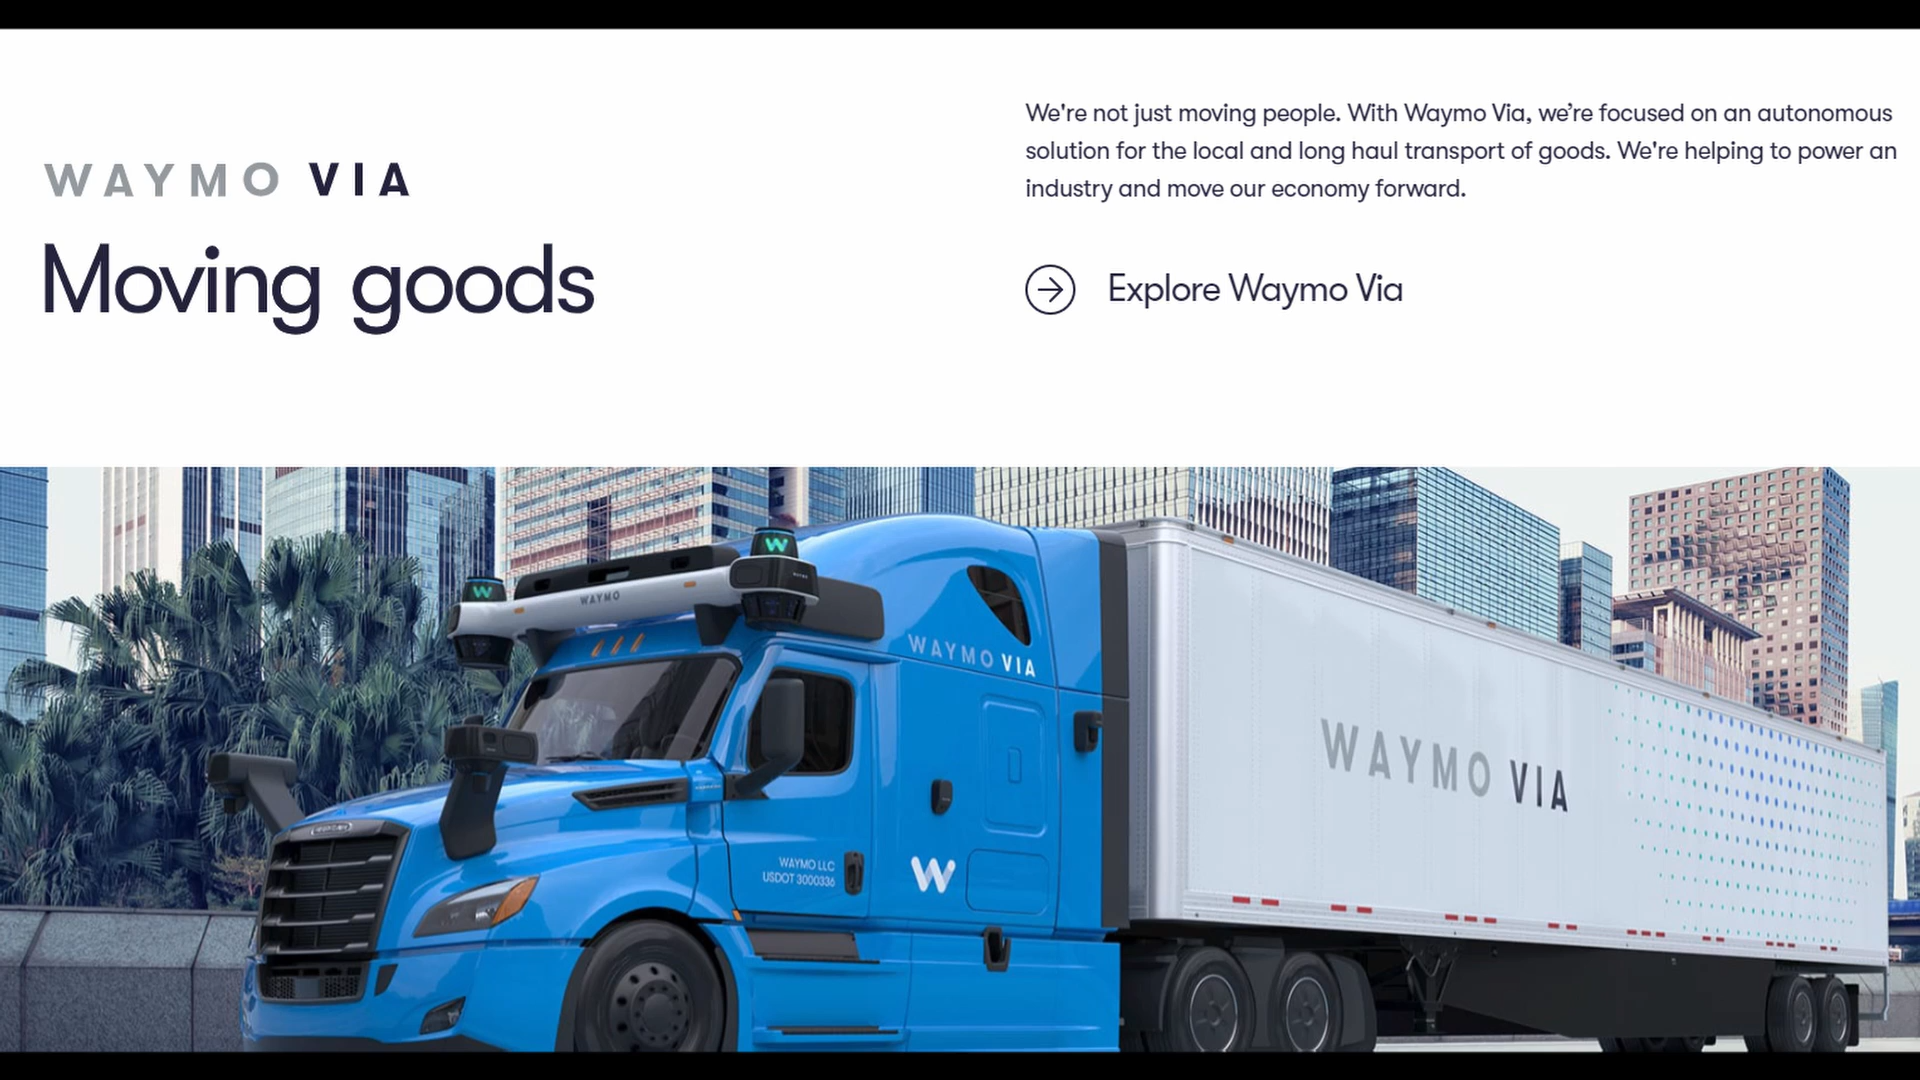 WAYMO VIA
Moving goods
We're not just moving people. With Waymo Via, we’re focused on an autonomous
solution for the local and long haul transport of goods. We're helping to power an
industry and move our economy forward.
Explore Waymo Via
W
W
WAYMO
WAYMO VIA
WAYMO LLC
USDOT 3000336
W
WAYMO VIA